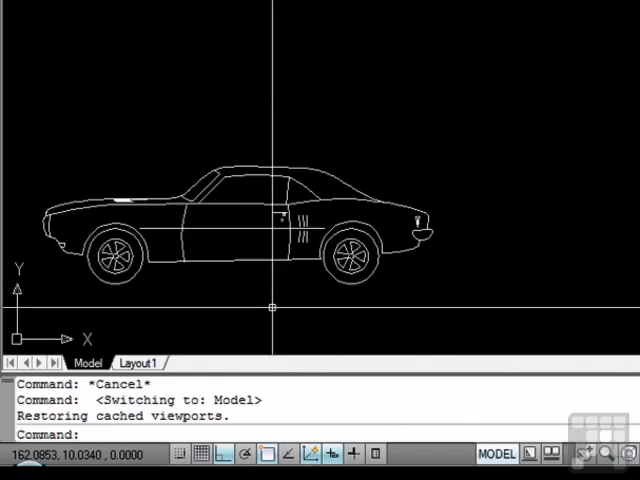 Y
X
Model Layout1
Command: *Cancel*
Command: <Switching to: Model>
Restoring cached viewports.
Command:
162.0853, 10.0340 , 0.0000 MODEL